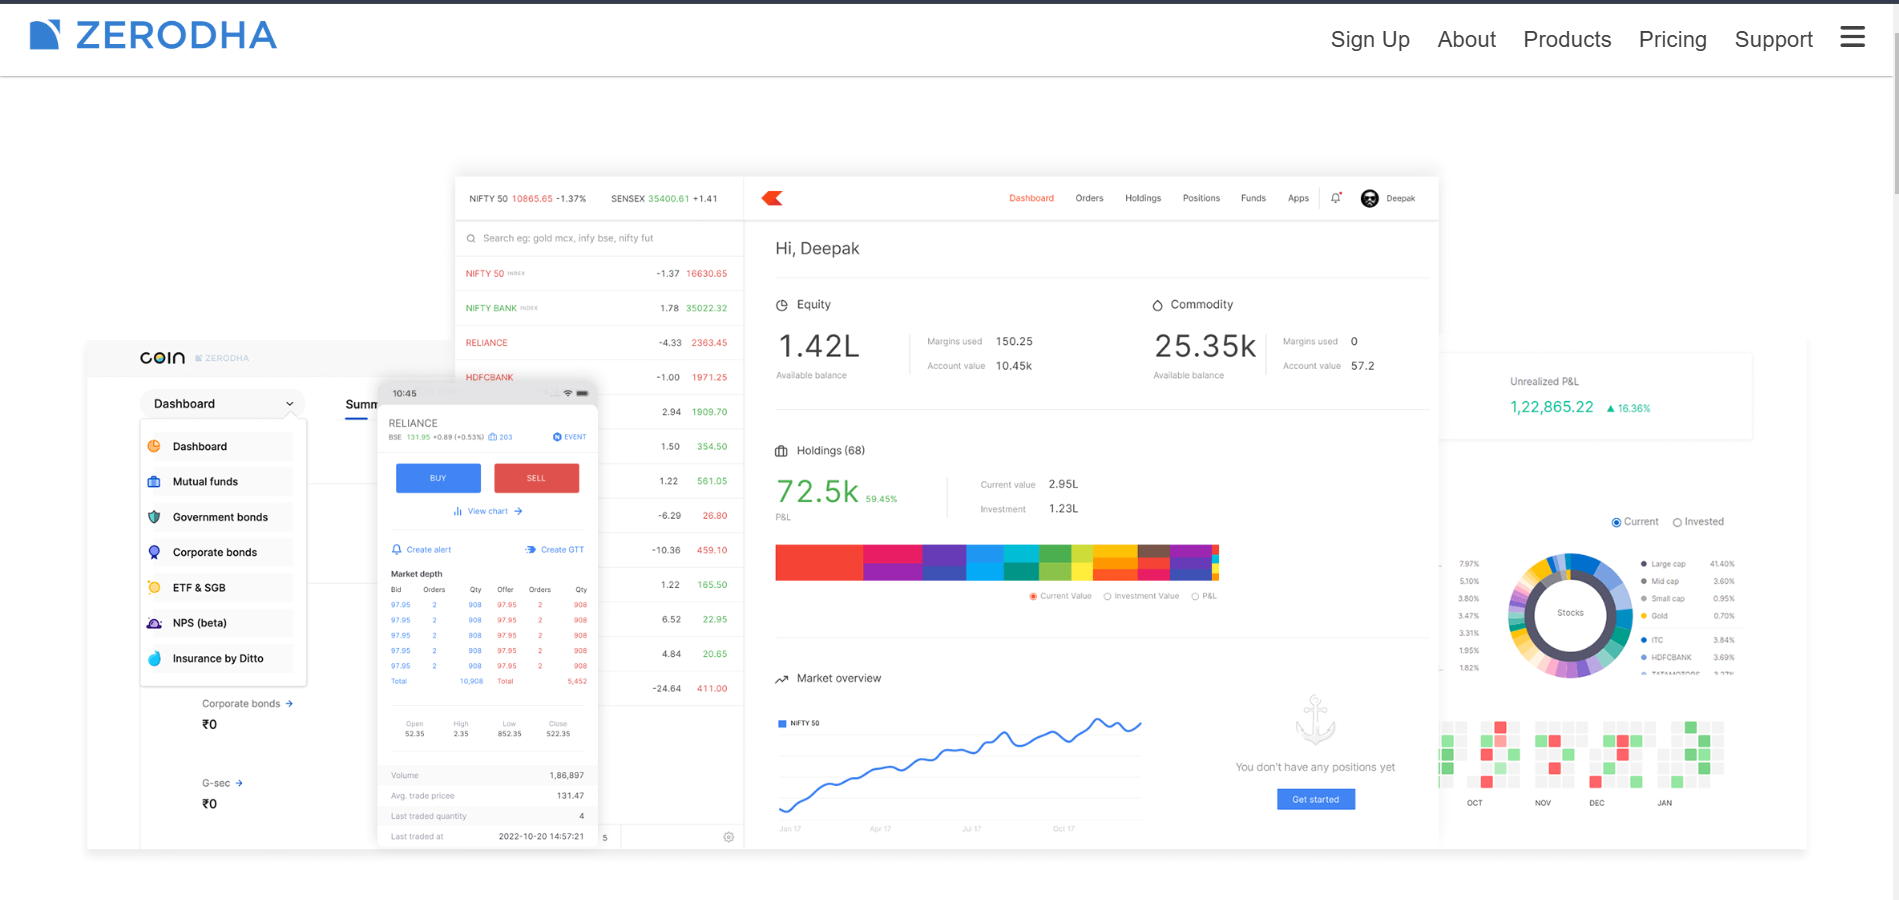 ZERODHA
Sign Up About Products Pricing Support
NIFTY 50 10865.65 -1.37% SENSEX 35400.61 +1.41
Dashboard Orders Holdings Positions Funds Apps Deepak
Search eg: gold mcx, infy bse, nifty fut
NIFTY 50 INDEX -1.37 16630.65
NIFTY BANK INDEX 1.78 35022.32
RELIANCE -4.33 2363.45
HDFCBANK -1.00 1971.25
2.94 1909.70
1.50 354.50
1.22 561.05
-6.29 26.80
-10.36 459.10
1.22 165.50
6.52 22.95
4.84 20.65
-24.64 411.00
5
Hi, Deepak
Equity
1.42L
Available balance
Margins used 150.25
Account value 10.45k
Commodity
25.35k
Available balance
Margins used 0
Account value 57.2
Holdings (68)
72.5k 59.45%
P&L
Current value 2.95L
Investment 1.23L
Current Value Investment Value P&L
Market overview
NIFTY 50
Jan 17 Apr 17 Jul 17 Oct 17
You don't have any positions yet
Get started
COIN ZERODHA
Dashboard
Summ
Dashboard
Mutual funds
Government bonds
Corporate bonds
ETF & SGB
NPS (beta)
Insurance by Ditto
Corporate bonds →
₹0
G-sec →
₹0
10:45
RELIANCE
BSE 131.95 +0.89 (+0.53%) 203 EVENT
BUY SELL
View chart →
Create alert Create GTT
Market depth
Bid Orders Qty Offer Orders Qty
97.95 2 908 97.95 2 908
97.95 2 908 97.95 2 908
97.95 2 908 97.95 2 908
97.95 2 908 97.95 2 908
97.95 2 908 97.95 2 908
Total 10,908 Total 5,452
Open High Low Close
52.35 2.35 852.35 522.35
Volume 1,86,897
Avg. trade pricee 131.47
Last traded quantity 4
Last traded at 2022-10-20 14:57:21
Unrealized P&L
1,22,865.22 ▲ 16.36%
Current Invested
7.97%
5.10%
3.80%
3.47%
3.31%
1.95%
1.82%
Stocks
Large cap 41.40%
Mid cap 3.60%
Small cap 0.95%
Gold 0.70%
ITC 3.84%
HDFCBANK 3.69%
TATAMOTORS 3.27%
OCT NOV DEC JAN